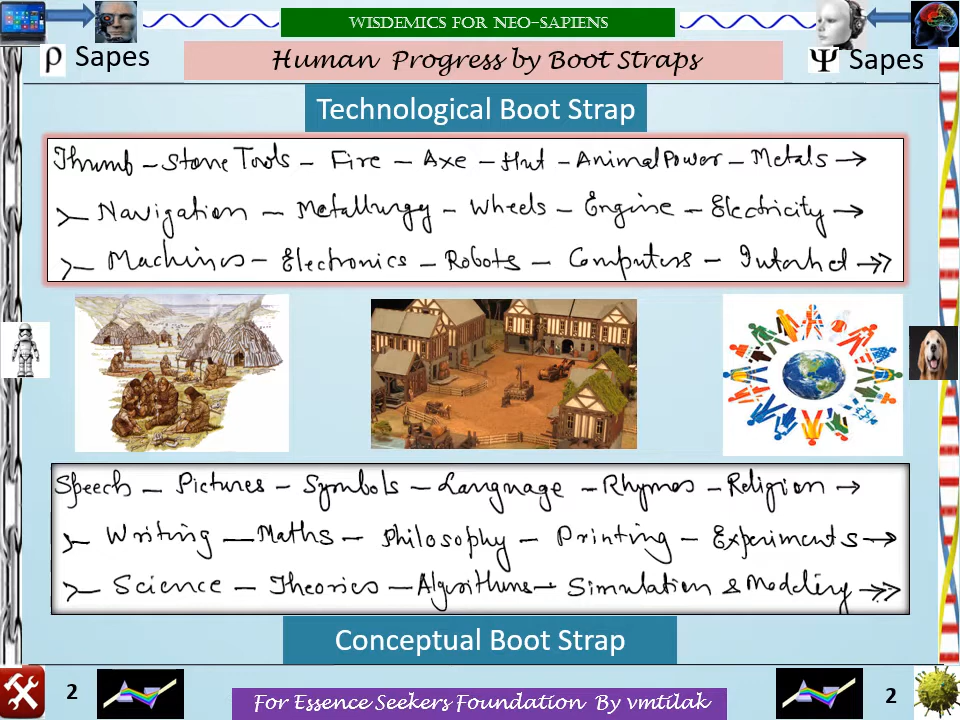 WISDEMICS FOR NEO-SAPIENS
ρ Sapes
Human Progress by Boot Straps
Ψ Sapes
Technological Boot Strap
Thumb - Stone Tools - Fire - Axe - Hut - Animal Power - Metals →
>- Navigation - Metallurgy - Wheels - Engine - Electricity →
>- Machines - Electronics - Robots - Computers - Internet →>
Speech - Pictures - Symbols - Language - Rhymes - Religion →
>- Writing - Maths - Philosophy - Printing - Experiments →
>- Science - Theories - Algorithms - Simulation & Modeling →>
Conceptual Boot Strap
2
For Essence Seekers Foundation By vmtilak
2